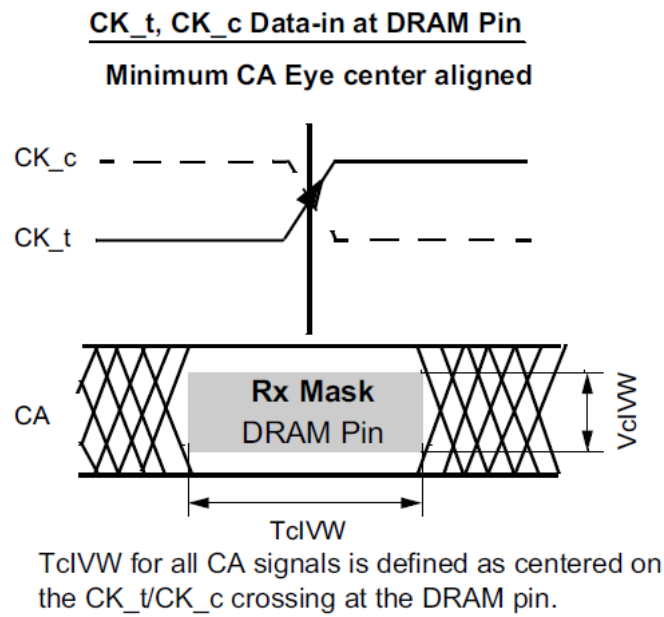 CK_t, CK_c Data-in at DRAM Pin
Minimum CA Eye center aligned
CK_c
CK_t
CA
Rx Mask
DRAM Pin
VcIVW
TcIVW
TcIVW for all CA signals is defined as centered on
the CK_t/CK_c crossing at the DRAM pin.